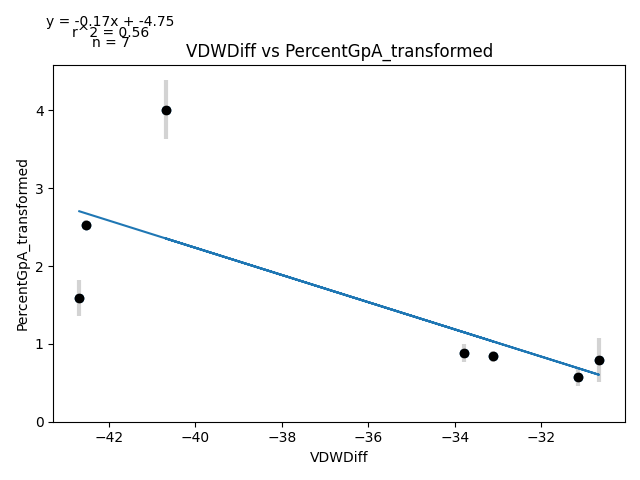 y = -0.17x + -4.75
r^2 = 0.56
n = 7
VDWDiff vs PercentGpA_transformed
4
3
2
1
0
PercentGpA_transformed
−42
−40
−38
−36
−34
−32
VDWDiff